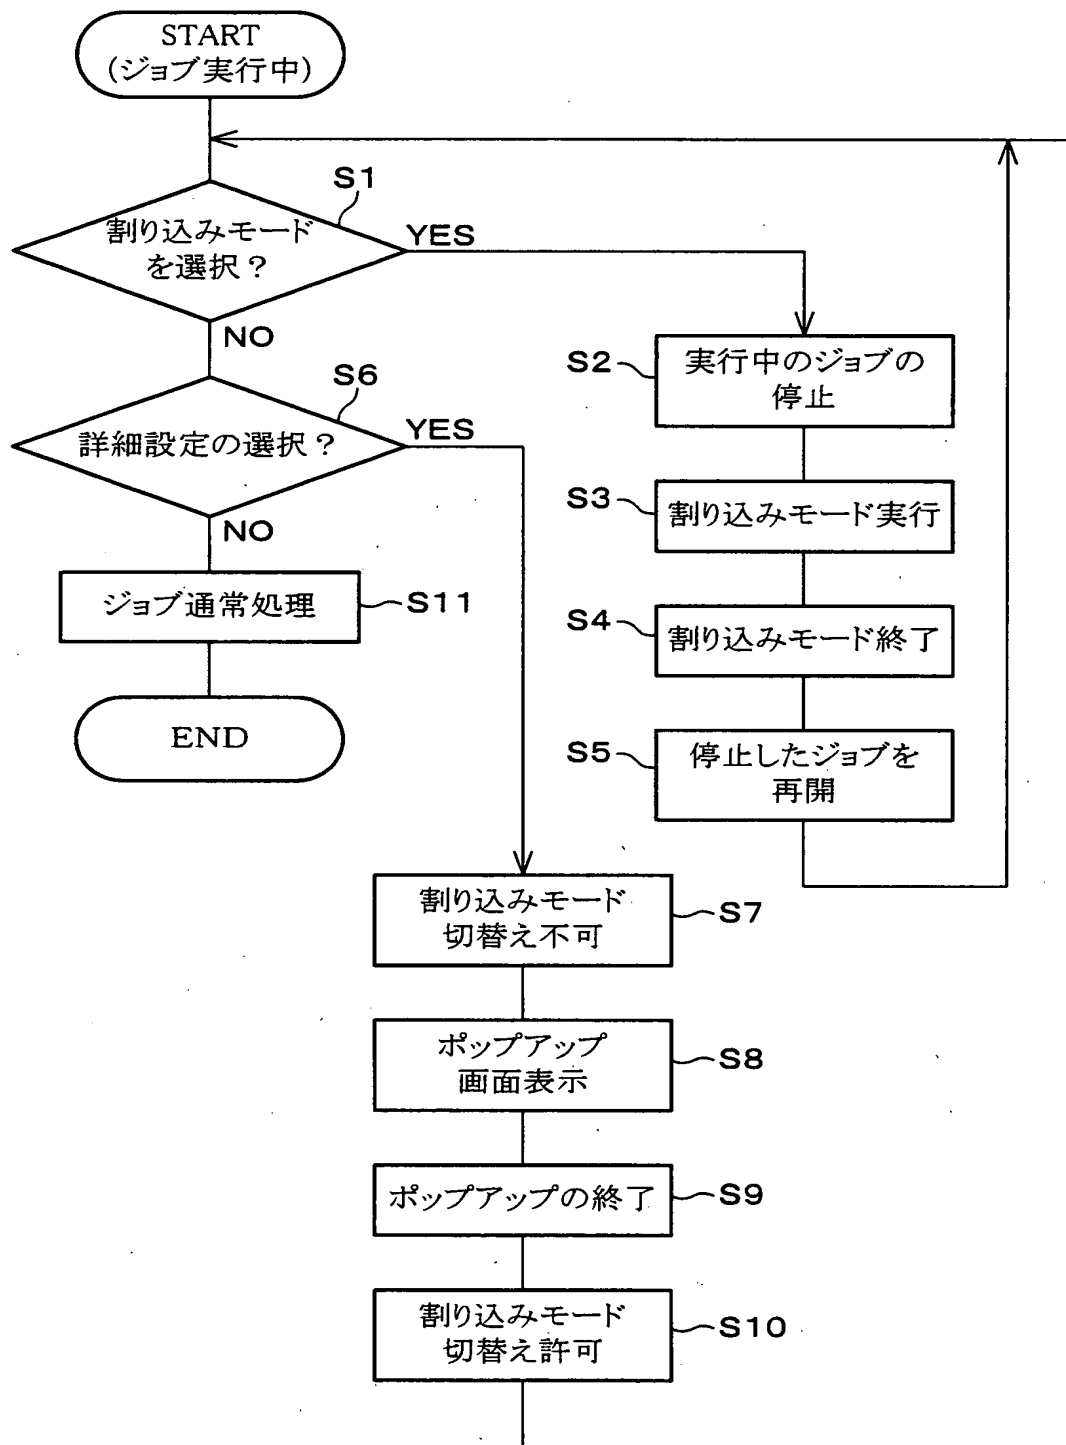 START
(ジョブ実行中)
S1
割り込みモード
を選択？
YES
NO
S2
実行中のジョブの
停止
S6
詳細設定の選択？
YES
NO
S3
割り込みモード実行
ジョブ通常処理
S11
S4
割り込みモード終了
END
S5
停止したジョブを
再開
割り込みモード
切替え不可
S7
ポップアップ
画面表示
S8
ポップアップの終了
S9
割り込みモード
切替え許可
S10